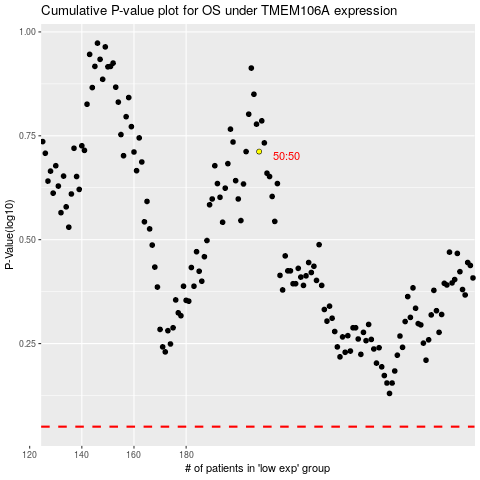 Cumulative P-value plot for OS under TMEM106A expression
1.00
0.75
50:50
P-Value(log10)
0.50
0.25
120 140 160 180
# of patients in 'low exp' group